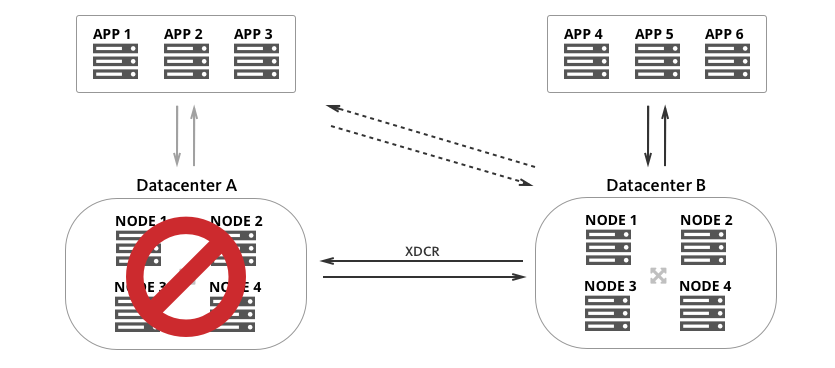 APP 1 APP 2 APP 3
APP 4 APP 5 APP 6
Datacenter A
Datacenter B
NODE 1 NODE 2
NODE 3 NODE 4
XDCR
NODE 1 NODE 2
NODE 3 NODE 4